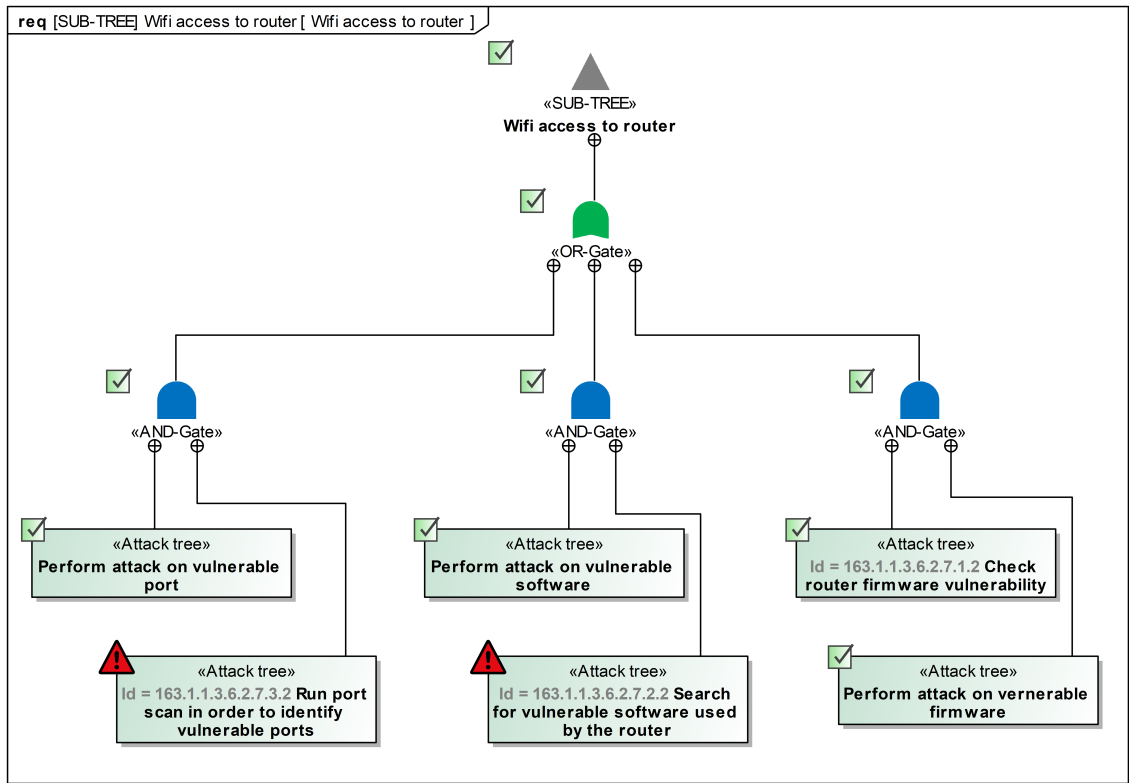 req [SUB-TREE] Wifi access to router [ Wifi access to router ]
«SUB-TREE»
Wifi access to router
«OR-Gate»
«AND-Gate»
«AND-Gate»
«AND-Gate»
«Attack tree»
Perform attack on vulnerable
port
«Attack tree»
Perform attack on vulnerable
software
«Attack tree»
Id = 163.1.1.3.6.2.7.1.2 Check
router firmware vulnerability
«Attack tree»
Id = 163.1.1.3.6.2.7.3.2 Run port
scan in order to identify
vulnerable ports
«Attack tree»
Id = 163.1.1.3.6.2.7.2.2 Search
for vulnerable software used
by the router
«Attack tree»
Perform attack on vernerable
firmware